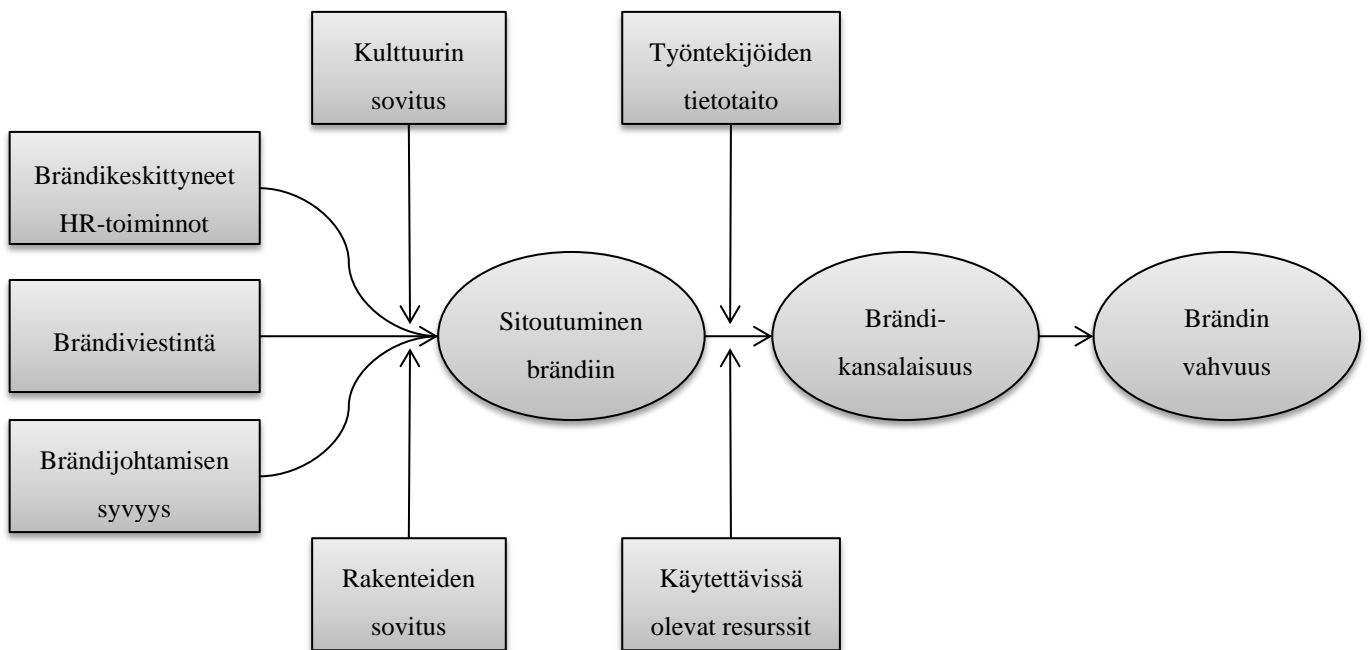 Kulttuurin
sovitus
Työntekijöiden
tietotaito
Brändikeskittyneet
HR-toiminnot
Brändiviestintä
Brändijohtamisen
syvyys
Sitoutuminen
brändiin
Brändi-
kansalaisuus
Brändin
vahvuus
Rakenteiden
sovitus
Käytettävissä
olevat resurssit